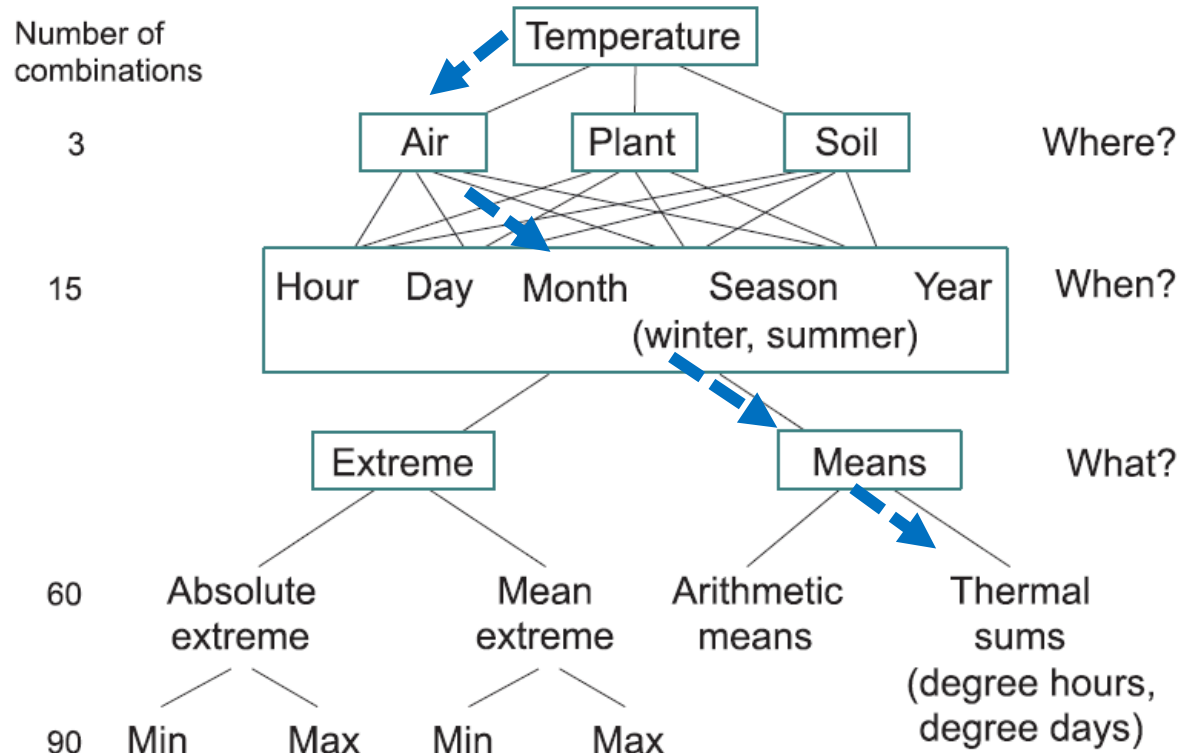 Number of
combinations
Temperature
3
Air
Plant
Soil
Where?
15
Hour
Day
Month
Season
Year
When?
(winter, summer)
Extreme
Means
What?
60
Absolute
extreme
Mean
extreme
Arithmetic
means
Thermal
sums
(degree hours,
degree days)
90
Min
Max
Min
Max